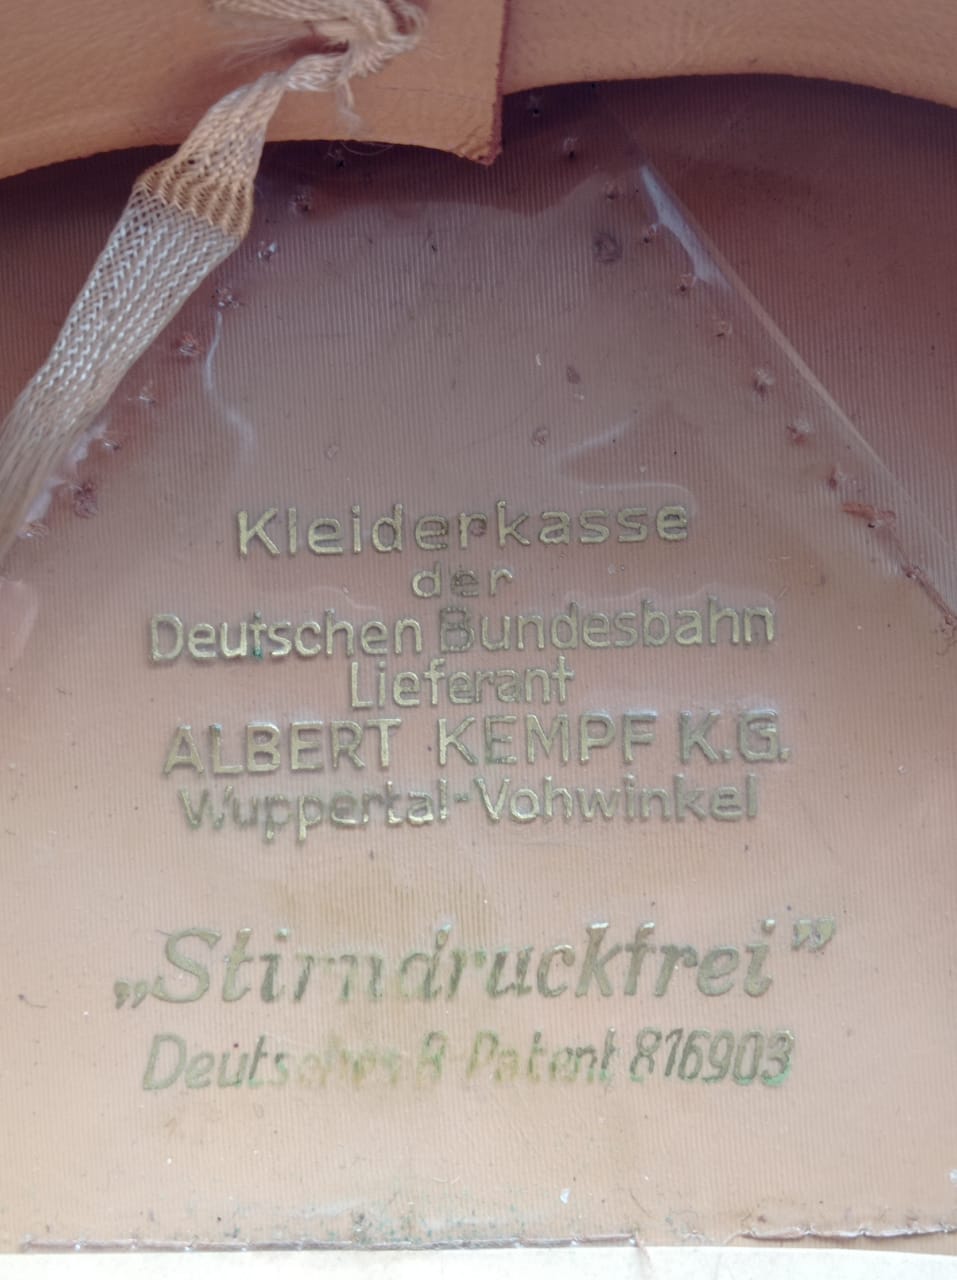 Kleiderkasse
der
Deutschen Bundesbahn
Lieferant
ALBERT KEMPF K.G.
Wuppertal-Vohwinkel
„Stirndruckfrei”
Deutsches B-Patent 816903